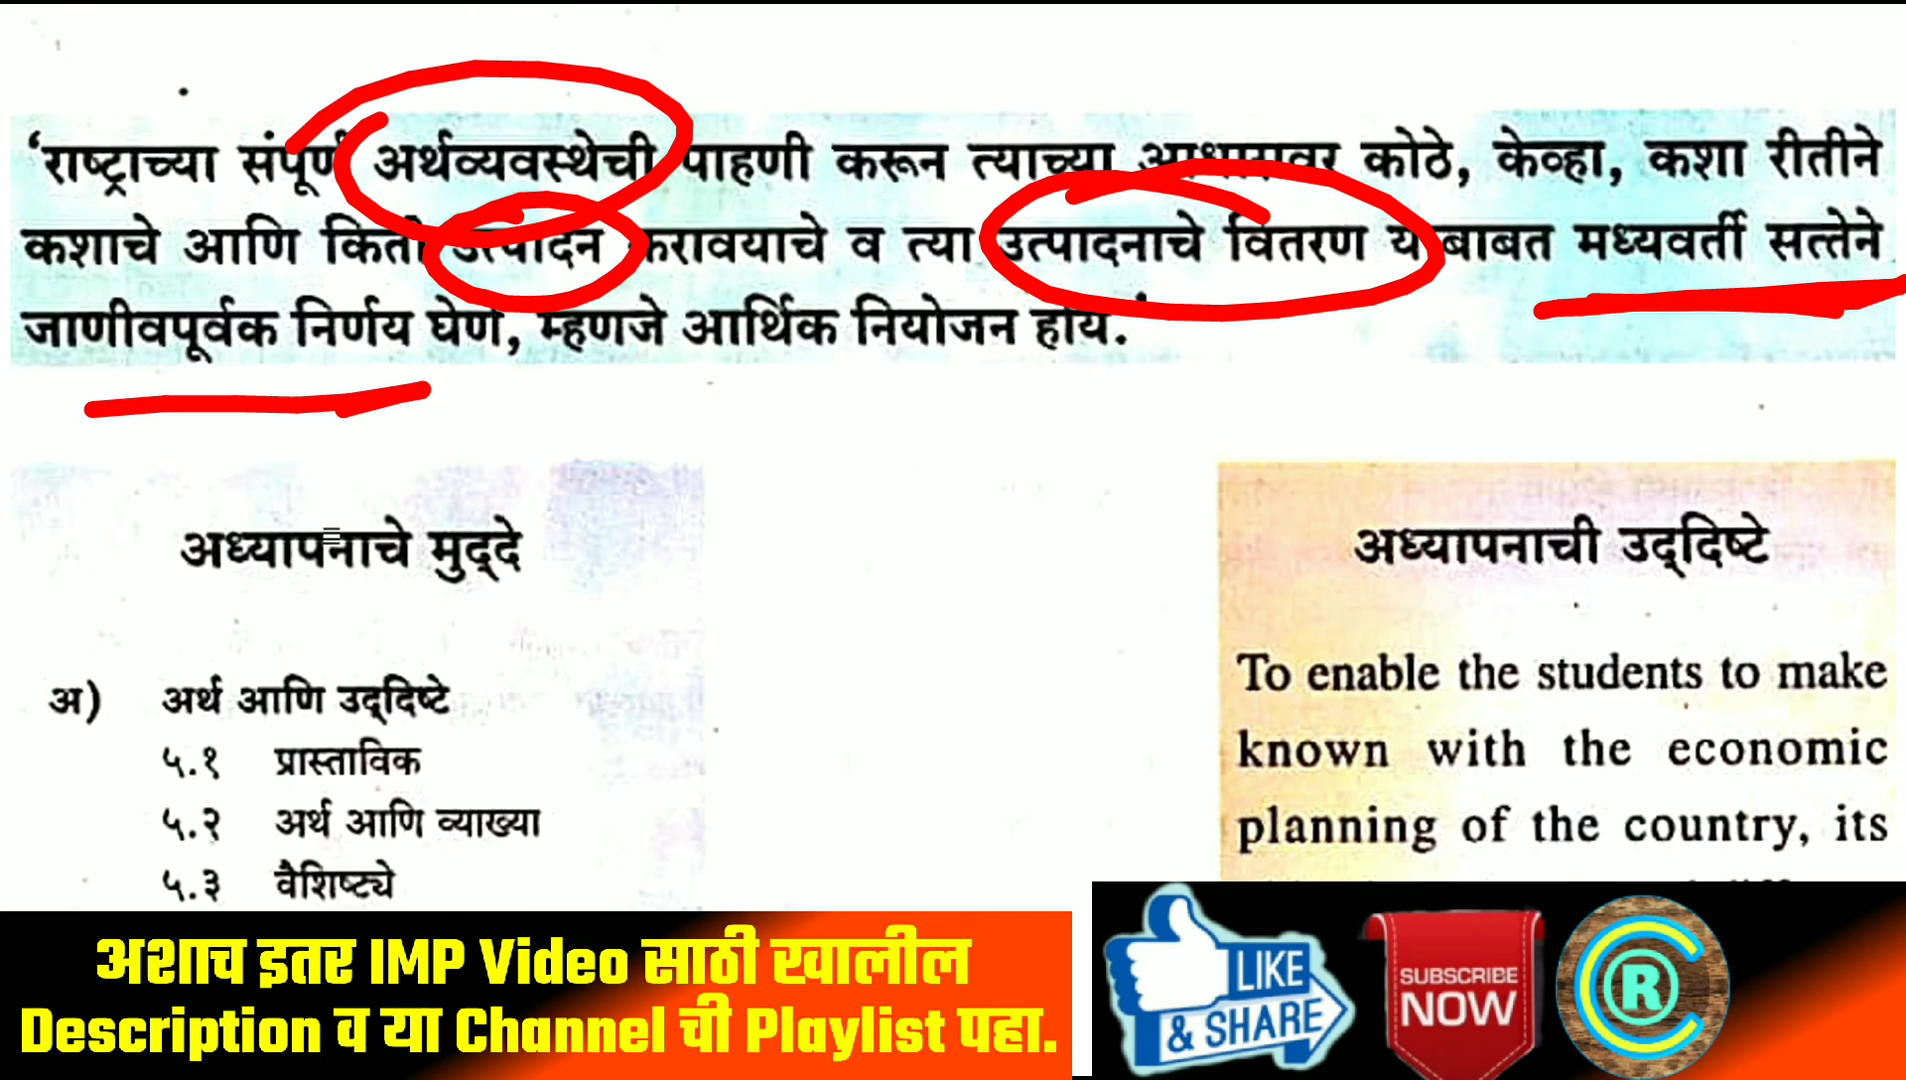 ‘राष्ट्राच्या संपूर्ण अर्थव्यवस्थेची पाहणी करून त्याच्या आधारावर कोठे, केव्हा, कशा रीतीने
कशाचे आणि किती उत्पादन करावयाचे व त्या उत्पादनाचे वितरण या बाबत मध्यवर्ती सत्तेने
जाणीवपूर्वक निर्णय घेणे, म्हणजे आर्थिक नियोजन होय.’
अध्यापनाचे मुद्दे
अ) अर्थ आणि उद्दिष्टे
५.१ प्रास्ताविक
५.२ अर्थ आणि व्याख्या
५.३ वैशिष्ट्ये
अध्यापनाची उद्दिष्टे
To enable the students to make
known with the economic
planning of the country, its
अशाच इतर IMP Video साठी खालील
Description व या Channel ची Playlist पहा.
LIKE
& SHARE
SUBSCRIBE
NOW
R